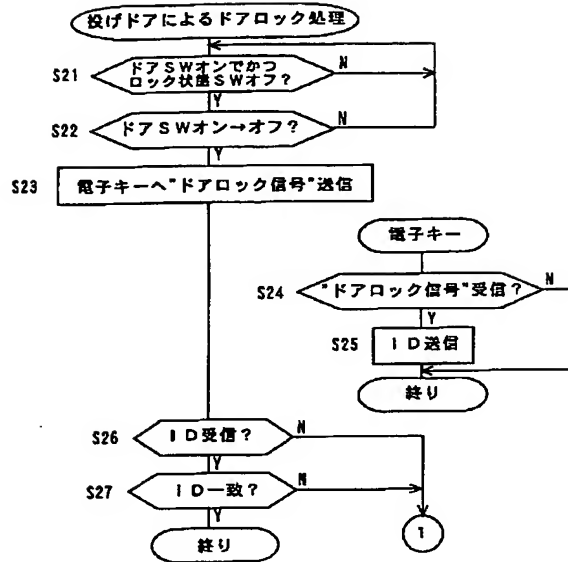 投げドアによるドアロック処理
S21
ドアSWオンでかつ
ロック状態SWオフ?
N
Y
S22
ドアSWオン→オフ?
N
Y
S23
電子キーへ"ドアロック信号"送信
電子キー
S24
"ドアロック信号"受信?
N
Y
S25
ID送信
終り
S26
ID受信?
N
Y
S27
ID一致?
N
Y
終り
1